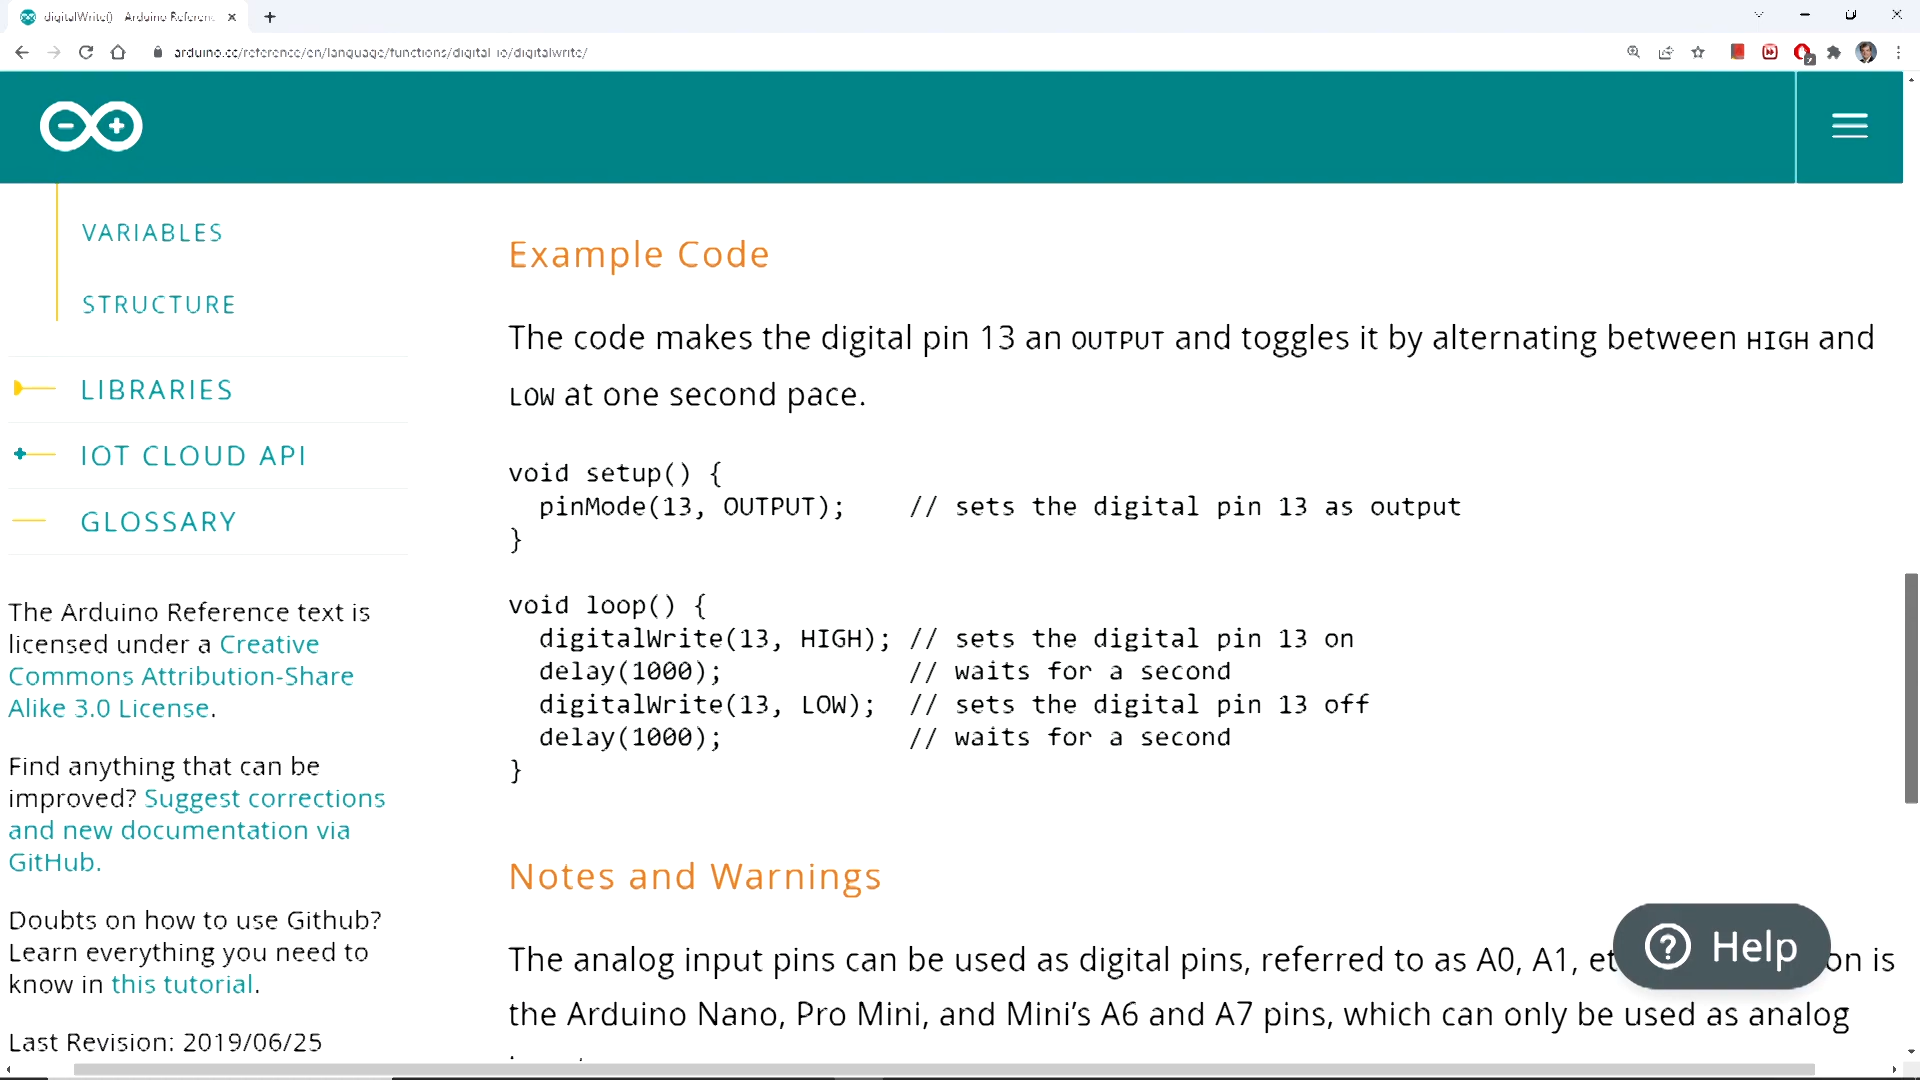 digitalWrite() - Arduino Referenc
arduino.cc/reference/en/language/functions/digital-io/digitalwrite/
VARIABLES
STRUCTURE
LIBRARIES
IOT CLOUD API
GLOSSARY
The Arduino Reference text is
licensed under a Creative
Commons Attribution-Share
Alike 3.0 License.
Find anything that can be
improved? Suggest corrections
and new documentation via
GitHub.
Doubts on how to use Github?
Learn everything you need to
know in this tutorial.
Last Revision: 2019/06/25
Example Code
The code makes the digital pin 13 an OUTPUT and toggles it by alternating between HIGH and
LOW at one second pace.
void setup() {
  pinMode(13, OUTPUT);    // sets the digital pin 13 as output
}
void loop() {
  digitalWrite(13, HIGH); // sets the digital pin 13 on
  delay(1000);            // waits for a second
  digitalWrite(13, LOW);  // sets the digital pin 13 off
  delay(1000);            // waits for a second
}
Notes and Warnings
The analog input pins can be used as digital pins, referred to as A0, A1, et on is
the Arduino Nano, Pro Mini, and Mini’s A6 and A7 pins, which can only be used as analog
Help